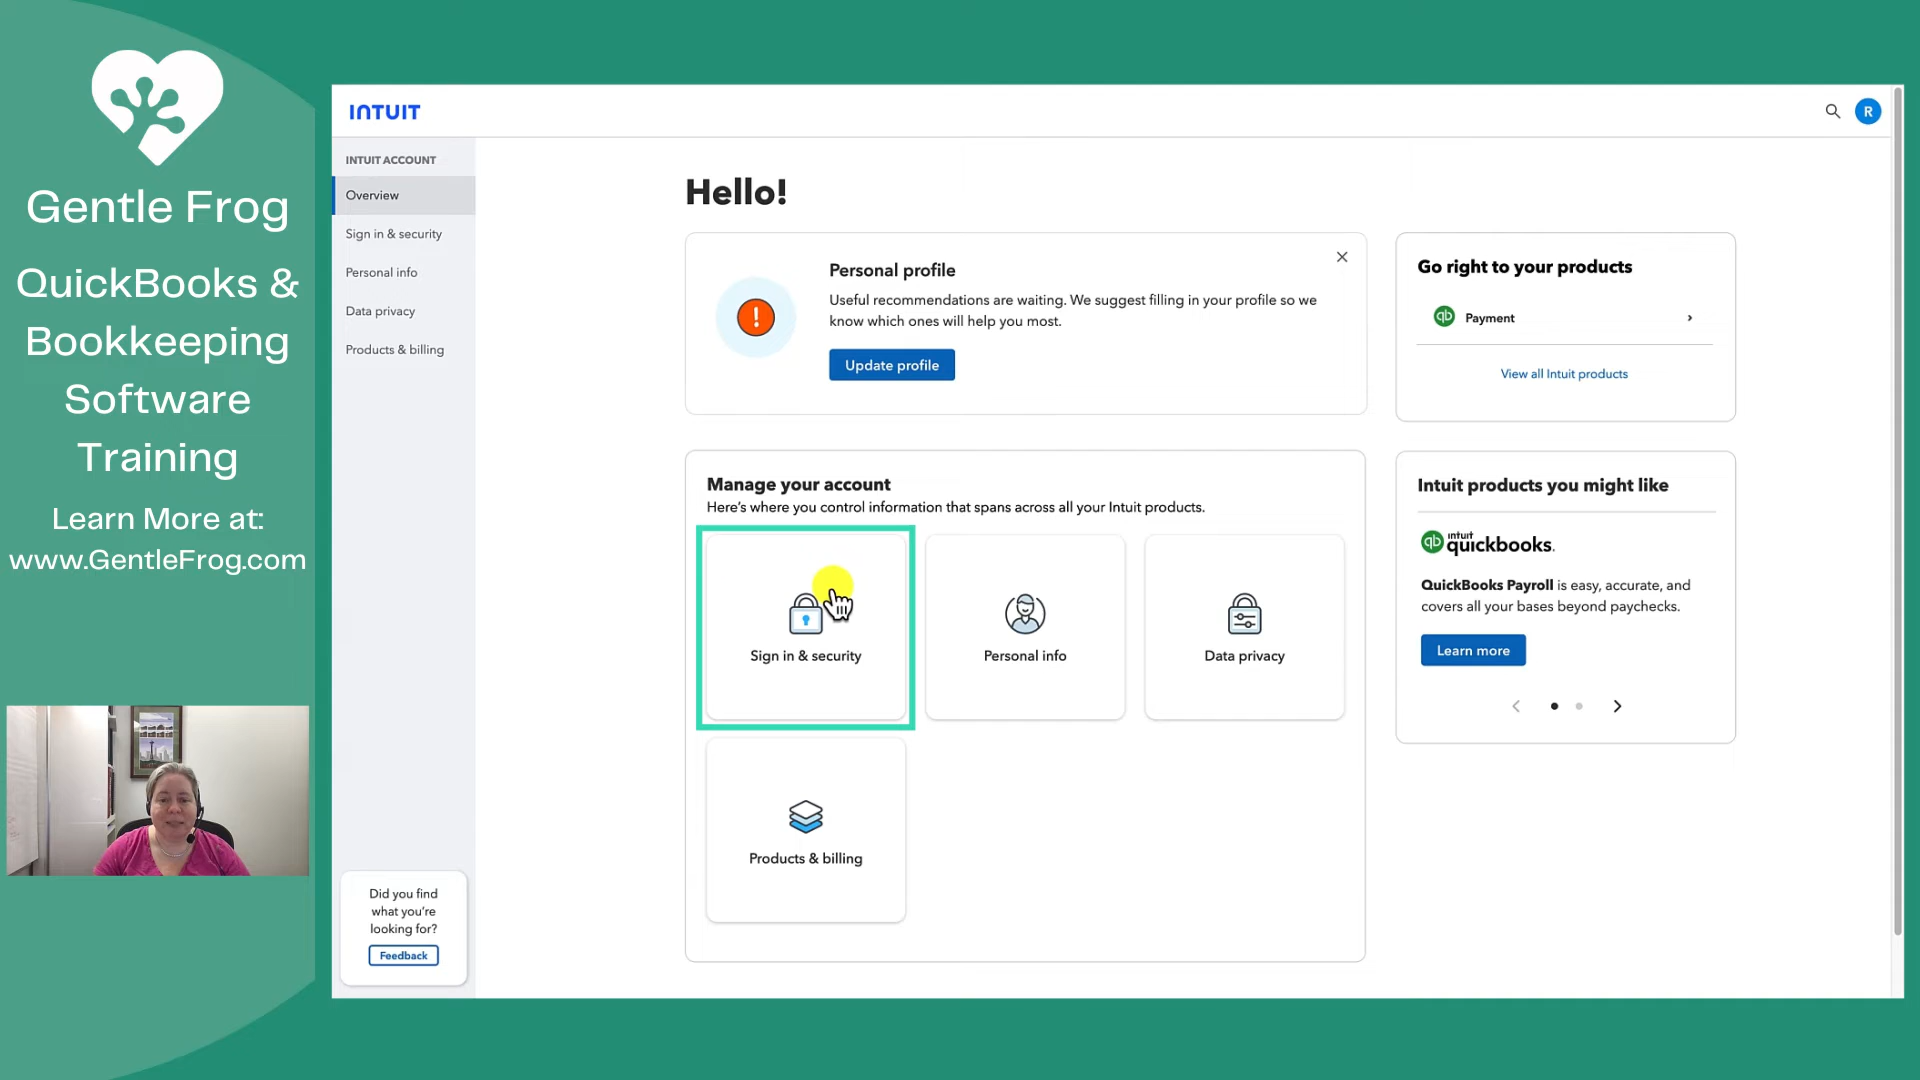 Gentle Frog
QuickBooks &
Bookkeeping
Software
Training
Learn More at:
www.GentleFrog.com
INTUIT
R
INTUIT ACCOUNT
Overview
Sign in & security
Personal info
Data privacy
Products & billing
Did you find
what you're
looking for?
Feedback
Hello!
Personal profile
Useful recommendations are waiting. We suggest filling in your profile so we
know which ones will help you most.
Update profile
Go right to your products
qb Payment
View all Intuit products
Manage your account
Here's where you control information that spans across all your Intuit products.
Sign in & security
Personal info
Data privacy
Products & billing
Intuit products you might like
qb intuit quickbooks.
QuickBooks Payroll is easy, accurate, and
covers all your bases beyond paychecks.
Learn more